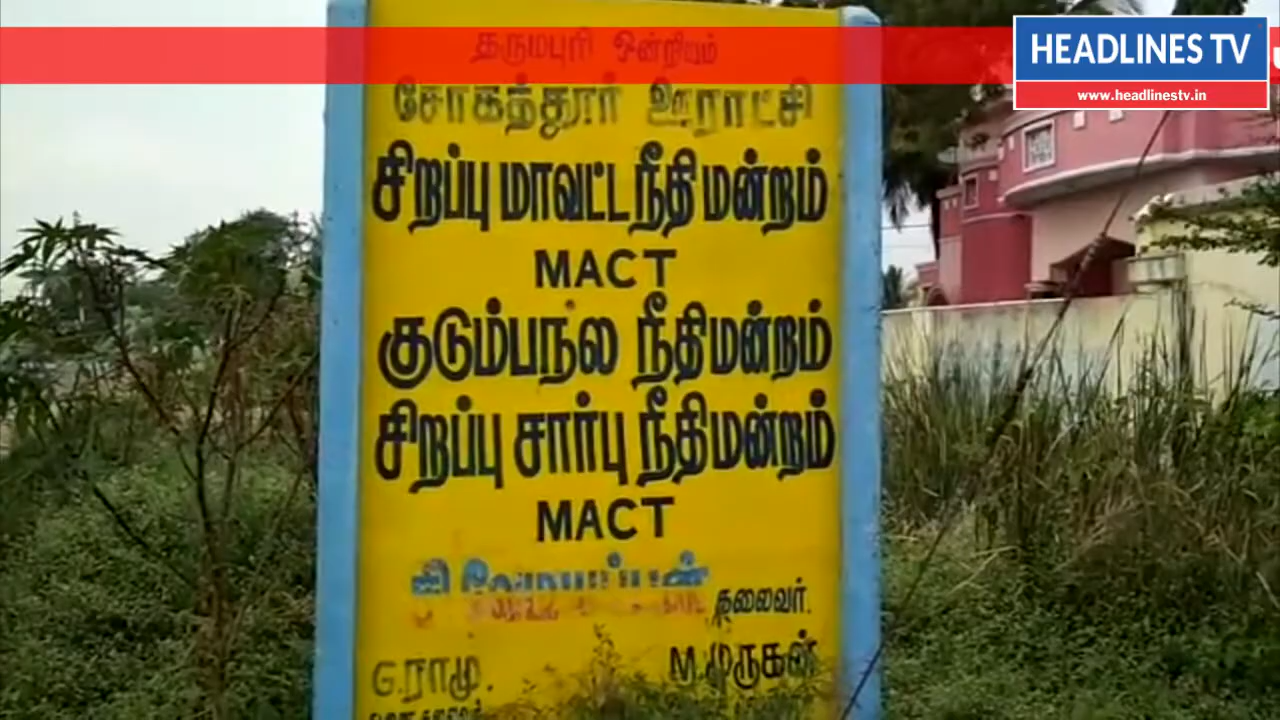 HEADLINES TV
www.headlinestv.in
தருமபுரி ஒன்றியம்
சோகத்தூர் ஊராட்சி
சிறப்பு மாவட்ட நீதி மன்றம்
MACT
குடும்பநல நீதிமன்றம்
சிறப்பு சார்பு நீதிமன்றம்
MACT
தலைவர்.
G.ராமு. M.முருகன்